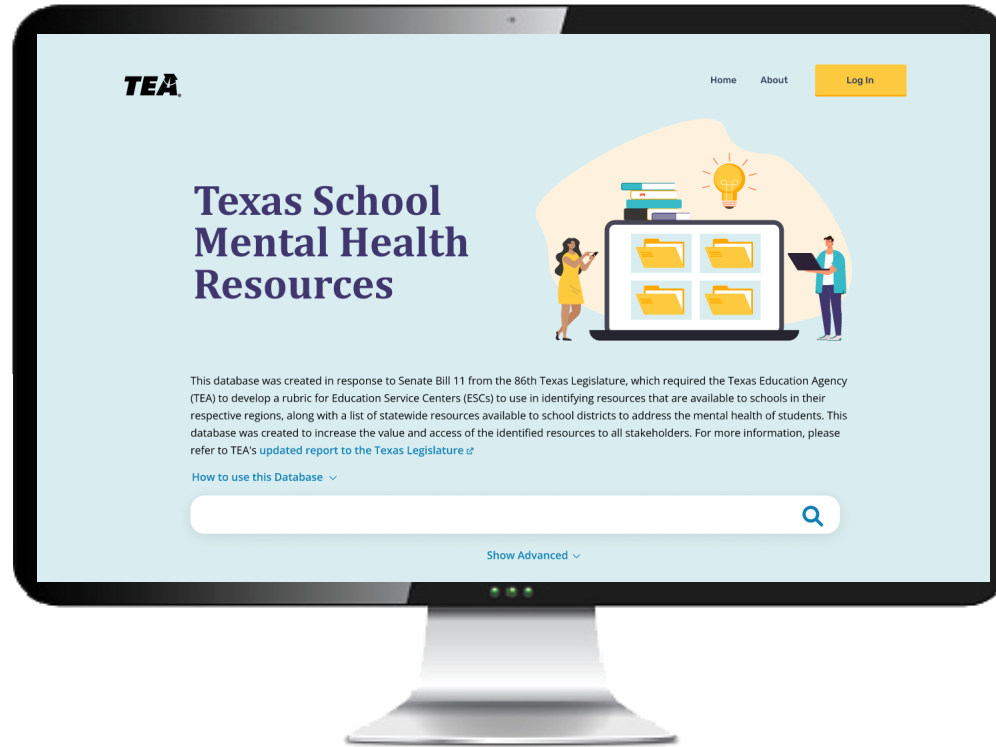 TEA
Home About Log In
Texas School
Mental Health
Resources
This database was created in response to Senate Bill 11 from the 86th Texas Legislature, which required the Texas Education Agency
(TEA) to develop a rubric for Education Service Centers (ESCs) to use in identifying resources that are available to schools in their
respective regions, along with a list of statewide resources available to school districts to address the mental health of students. This
database was created to increase the value and access of the identified resources to all stakeholders. For more information, please
refer to TEA's updated report to the Texas Legislature
How to use this Database
Show Advanced